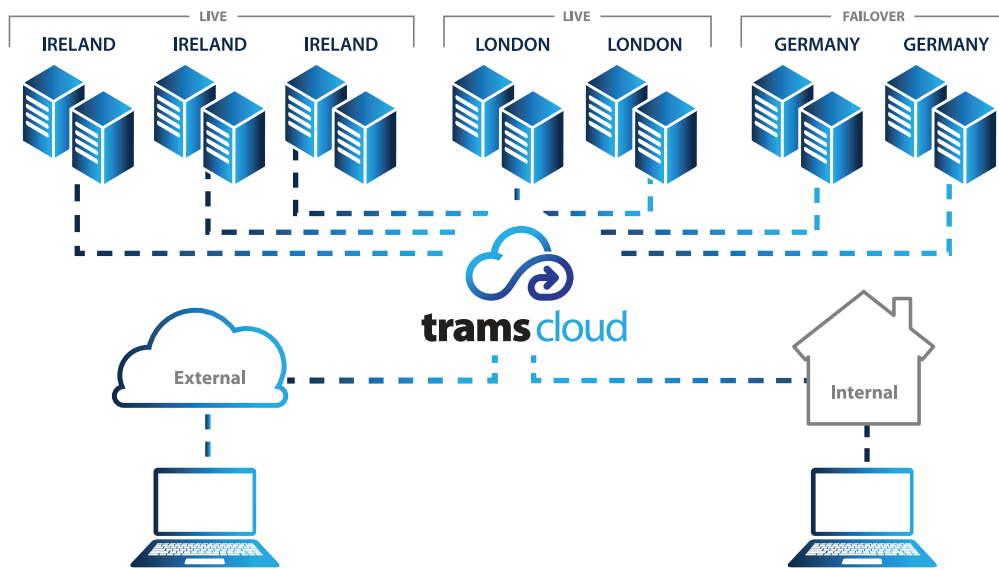 LIVE
LIVE
FAILOVER
IRELAND
IRELAND
IRELAND
LONDON
LONDON
GERMANY
GERMANY
trams cloud
External
Internal